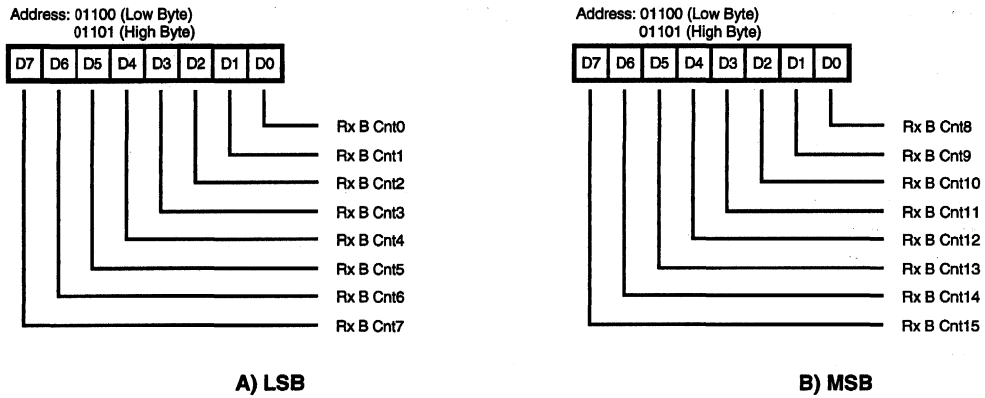 Address: 01100 (Low Byte)
01101 (High Byte)
D7 D6 D5 D4 D3 D2 D1 D0
Rx B Cnt0
Rx B Cnt1
Rx B Cnt2
Rx B Cnt3
Rx B Cnt4
Rx B Cnt5
Rx B Cnt6
Rx B Cnt7
A) LSB
Address: 01100 (Low Byte)
01101 (High Byte)
D7 D6 D5 D4 D3 D2 D1 D0
Rx B Cnt8
Rx B Cnt9
Rx B Cnt10
Rx B Cnt11
Rx B Cnt12
Rx B Cnt13
Rx B Cnt14
Rx B Cnt15
B) MSB